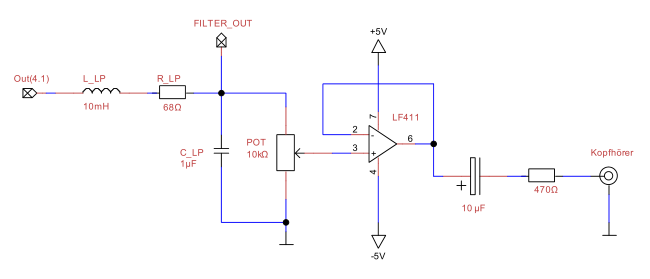 FILTER_OUT
+5V
Out(4.1)
L_LP
R_LP
10mH
68Ω
7
LF411
POT
10kΩ
2
-
6
3
+
C_LP
1µF
4
Kopfhörer
+
10 µF
470Ω
-5V